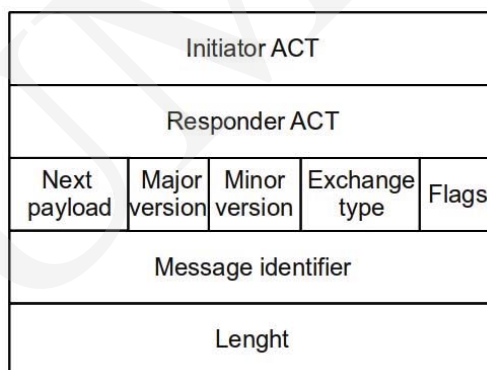 Initiator ACT
Responder ACT
Next payload
Major version
Minor version
Exchange type
Flags
Message identifier
Lenght